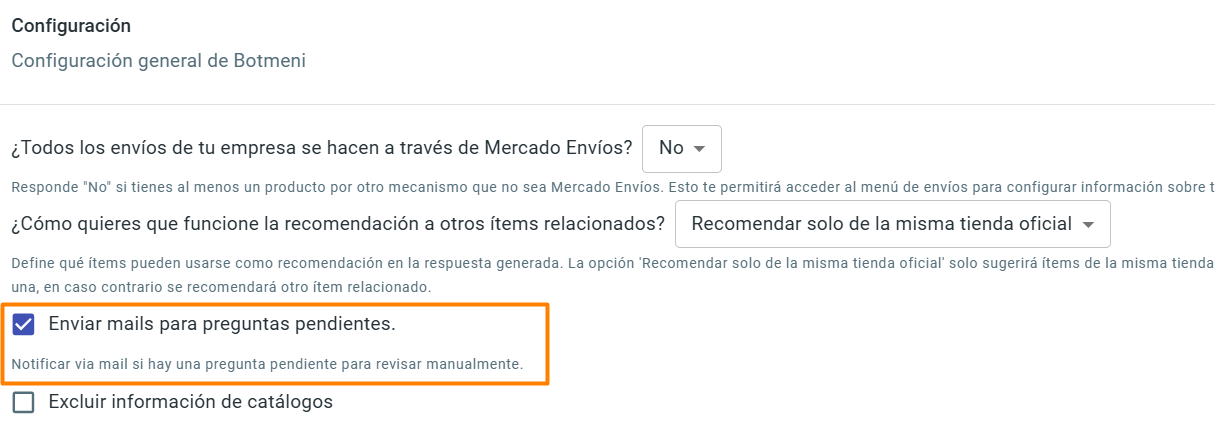 Configuración
Configuración general de Botmeni
¿Todos los envíos de tu empresa se hacen a través de Mercado Envíos? No
Responde "No" si tienes al menos un producto por otro mecanismo que no sea Mercado Envíos. Esto te permitirá acceder al menú de envíos para configurar información sobre t
¿Cómo quieres que funcione la recomendación a otros ítems relacionados? Recomendar solo de la misma tienda oficial
Define qué ítems pueden usarse como recomendación en la respuesta generada. La opción 'Recomendar solo de la misma tienda oficial' solo sugerirá ítems de la misma tienda
una, en caso contrario se recomendará otro ítem relacionado.
Enviar mails para preguntas pendientes.
Notificar via mail si hay una pregunta pendiente para revisar manualmente.
Excluir información de catálogos